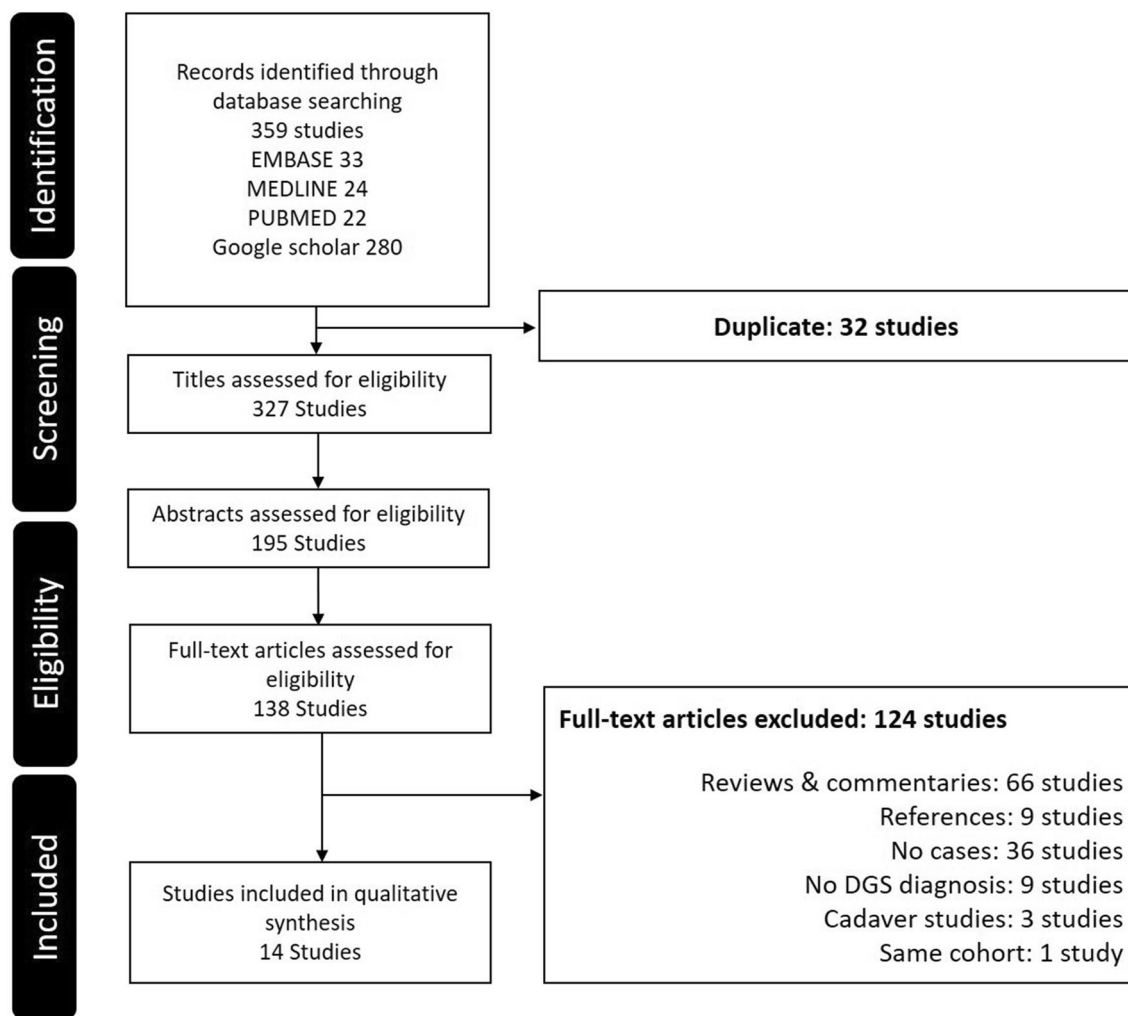 Identification
Records identified through
database searching
359 studies
EMBASE 33
MEDLINE 24
PUBMED 22
Google scholar 280
Screening
Duplicate: 32 studies
Titles assessed for eligibility
327 Studies
Abstracts assessed for eligibility
195 Studies
Eligibility
Full-text articles assessed for
eligibility
138 Studies
Full-text articles excluded: 124 studies
Reviews & commentaries: 66 studies
References: 9 studies
No cases: 36 studies
No DGS diagnosis: 9 studies
Cadaver studies: 3 studies
Same cohort: 1 study
Included
Studies included in qualitative
synthesis
14 Studies